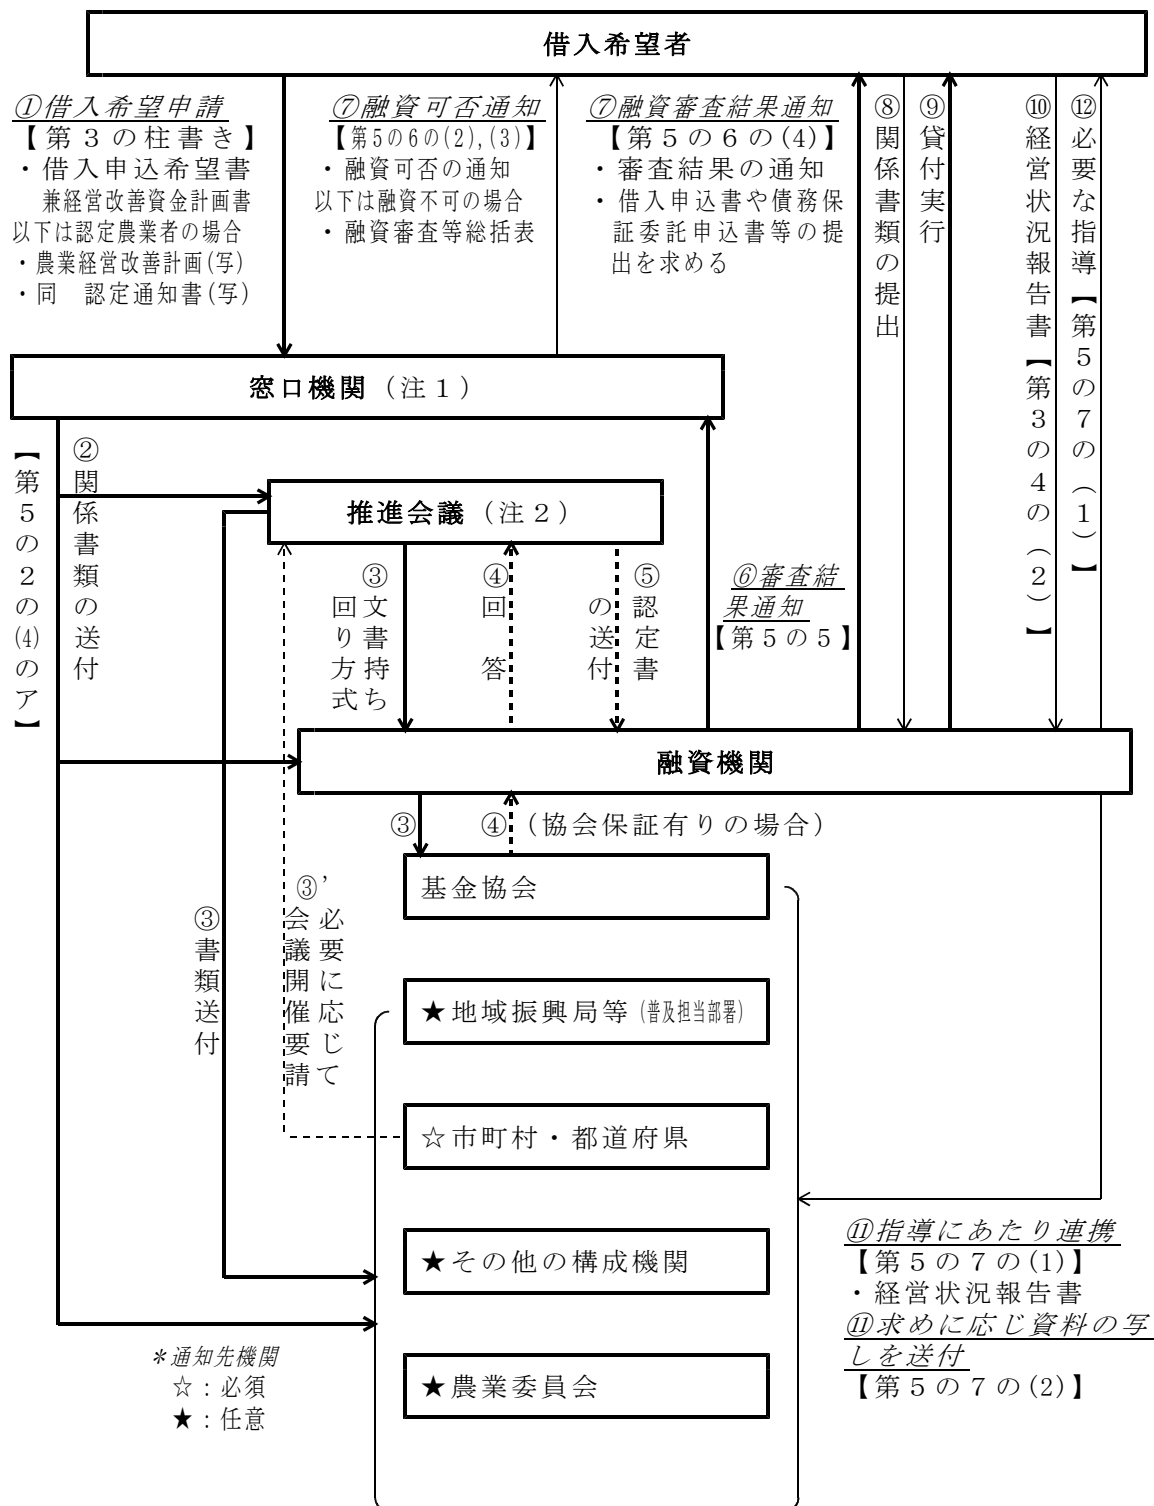 借入希望者
①借入希望申請
【第３の柱書き】
・借入申込希望書
兼経営改善資金計画書
以下は認定農業者の場合
・農業経営改善計画(写)
・同　認定通知書(写)
⑦融資可否通知
【第5の6の(2),(3)】
・融資可否の通知
以下は融資不可の場合
・融資審査等総括表
⑦融資審査結果通知
【第５の６の(4)】
・審査結果の通知
・借入申込書や債務保
証委託申込書等の提
出を求める
⑧関係書類の提出
⑨貸付実行
⑩経営状況報告書【第３の４の（２）】
⑫必要な指導【第５の７の（１）】
窓口機関（注１）
②関係書類の送付
【第５の２の(4)のア】
推進会議（注２）
③文書持ち
回り方式
④回　答
⑤認定書
の送付
⑥審査結
果通知
【第５の５】
融資機関
③
④（協会保証有りの場合）
基金協会
③'
必要に応じて
会議開催要請
③書類送付
★地域振興局等(普及担当部署)
☆市町村・都道府県
★その他の構成機関
★農業委員会
⑪指導にあたり連携
【第５の７の(1)】
・経営状況報告書
⑪求めに応じ資料の写
しを送付
【第５の７の(2)】
＊通知先機関
☆：必須
★：任意